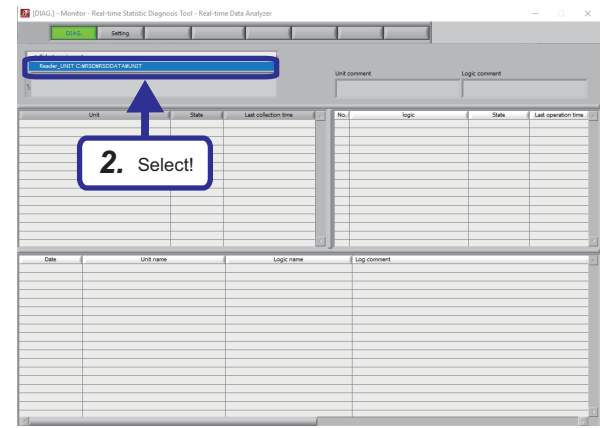 [DIAG.] - Monitor - Real-time Statistic Diagnosis Tool - Real-time Data Analyzer
DIAG. Setting
Reader_UNIT C:¥RSD¥RSDDATA¥UNIT
Unit comment Logic comment
2. Select!
Unit State Last collection time No. logic State Last operation time
Date Unit name Logic name Log comment